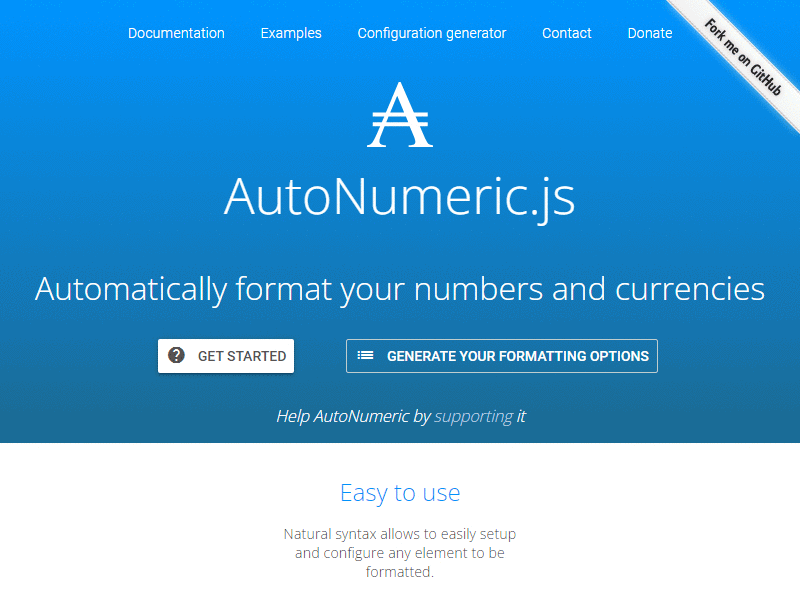 Documentation Examples Configuration generator Contact Donate
Fork me on GitHub
AutoNumeric.js
Automatically format your numbers and currencies
GET STARTED GENERATE YOUR FORMATTING OPTIONS
Help AutoNumeric by supporting it
Easy to use
Natural syntax allows to easily setup
and configure any element to be
formatted.